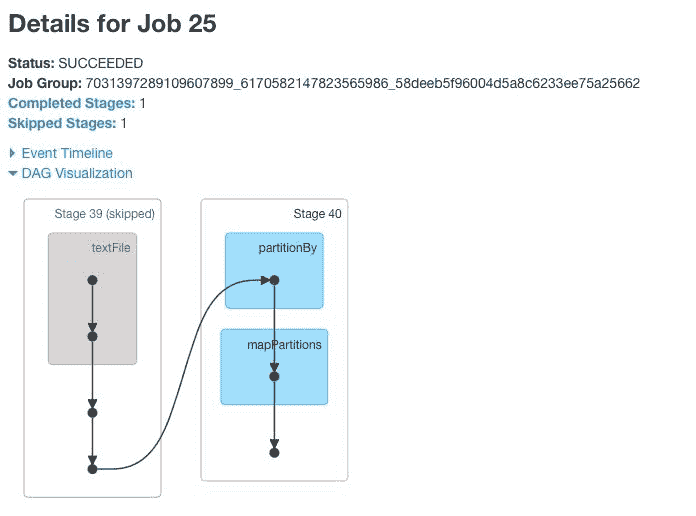 Details for Job 25
Status: SUCCEEDED
Job Group: 7031397289109607899_6170582147823565986_58deeb5f96004d5a8c6233ee75a25662
Completed Stages: 1
Skipped Stages: 1
Event Timeline
DAG Visualization
Stage 39 (skipped)
textFile
Stage 40
partitionBy
mapPartitions